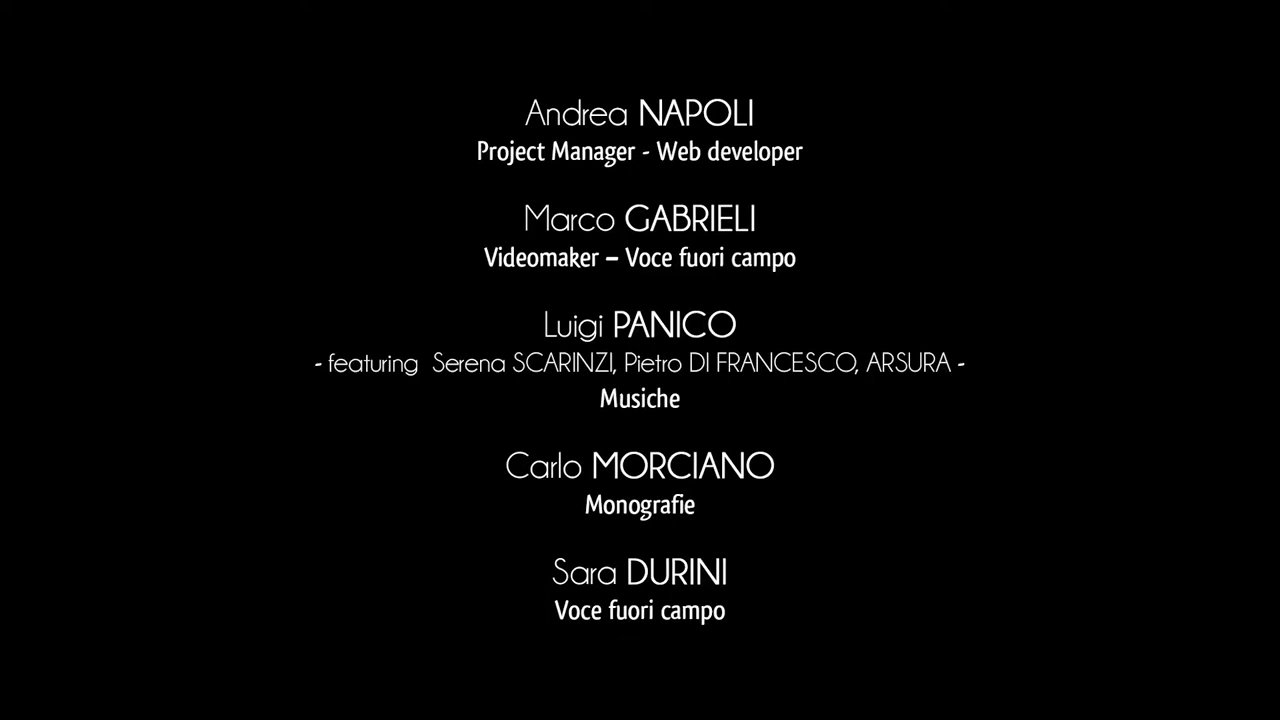 Andrea NAPOLI
Project Manager - Web developer
Marco GABRIELI
Videomaker – Voce fuori campo
Luigi PANICO
- featuring  Serena SCARINZI, Pietro DI FRANCESCO, ARSURA -
Musiche
Carlo MORCIANO
Monografie
Sara DURINI
Voce fuori campo